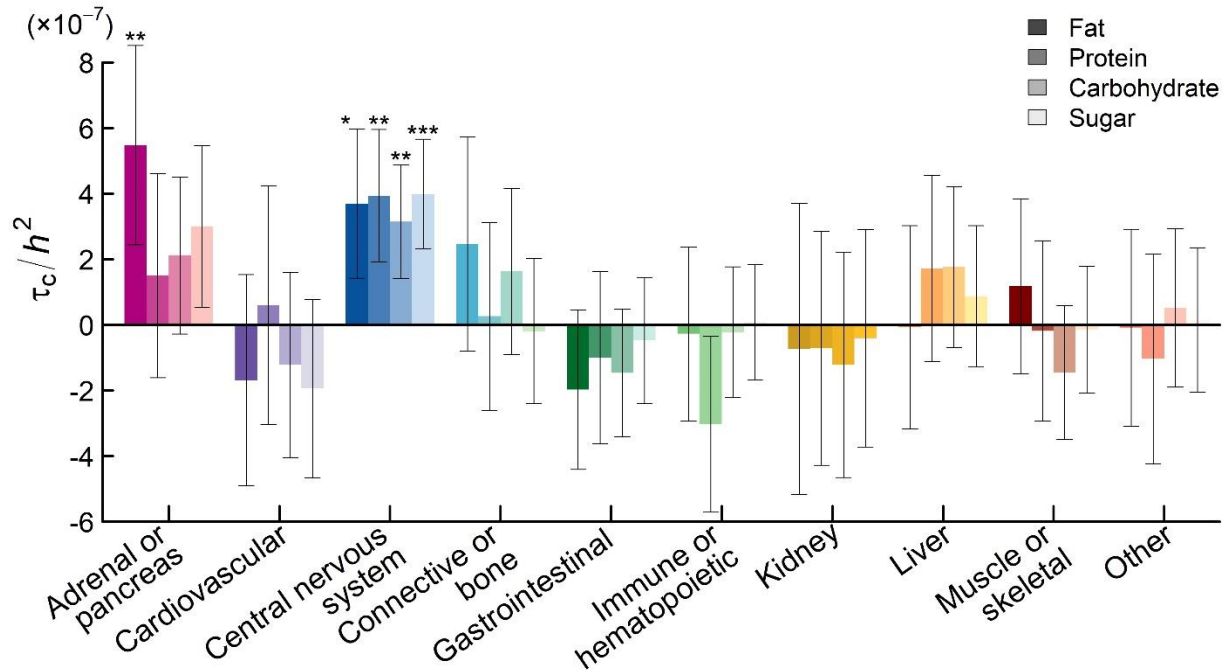 (×10⁻⁷)
Fat
Protein
Carbohydrate
Sugar
τc/h²
8
6
4
2
0
-2
-4
-6
**
*
**
**
***
Adrenal or
pancreas
Cardiovascular
Central nervous
system
Connective or
bone
Gastrointestinal
Immune or
hematopoietic
Kidney
Liver
Muscle or
skeletal
Other